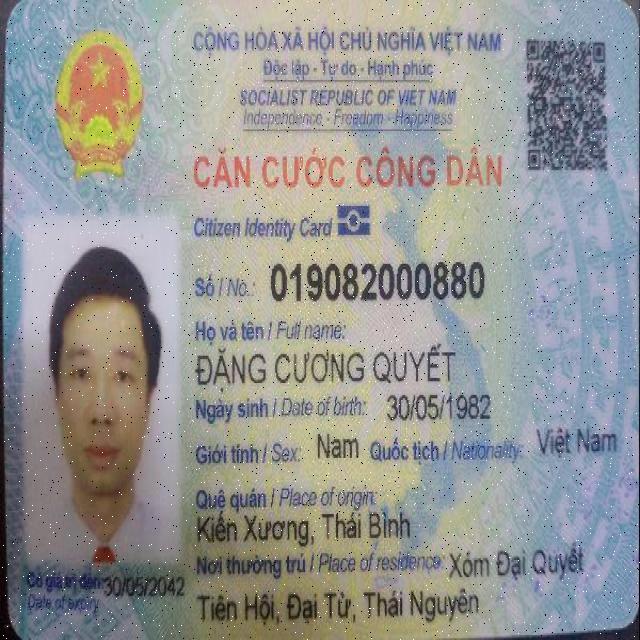 CỘNG HÒA XÃ HỘI CHỦ NGHĨA VIỆT NAM
Độc lập - Tự do - Hạnh phúc
SOCIALIST REPUBLIC OF VIET NAM
Independence - Freedom - Happiness
CĂN CƯỚC CÔNG DÂN
Citizen Identity Card
Số / No.: 019082000880
Họ và tên / Full name:
ĐẶNG CƯƠNG QUYẾT
Ngày sinh / Date of birth: 30/05/1982
Giới tính / Sex: Nam Quốc tịch / Nationality: Việt Nam
Quê quán / Place of origin:
Kiến Xương, Thái Bình
Nơi thường trú / Place of residence: Xóm Đại Quyết
Tiên Hội, Đại Từ, Thái Nguyên
Có giá trị đến: 30/05/2042
Date of expiry